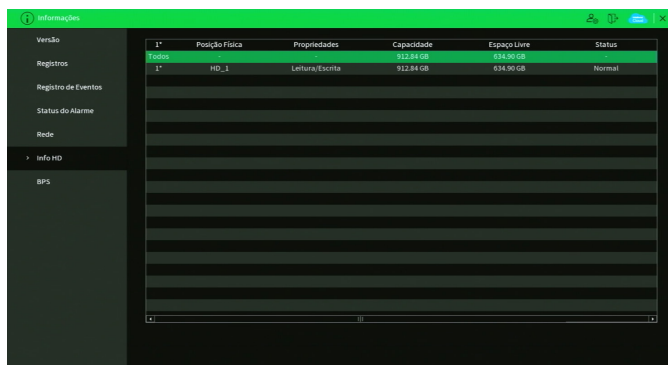 Informações
Versão
Registros
Registro de Eventos
Status do Alarme
Rede
> Info HD
BPS
1* Posição Física Propriedades Capacidade Espaço Livre Status
Todos - - 912.84 GB 634.90 GB -
1* HD_1 Leitura/Escrita 912.84 GB 634.90 GB Normal